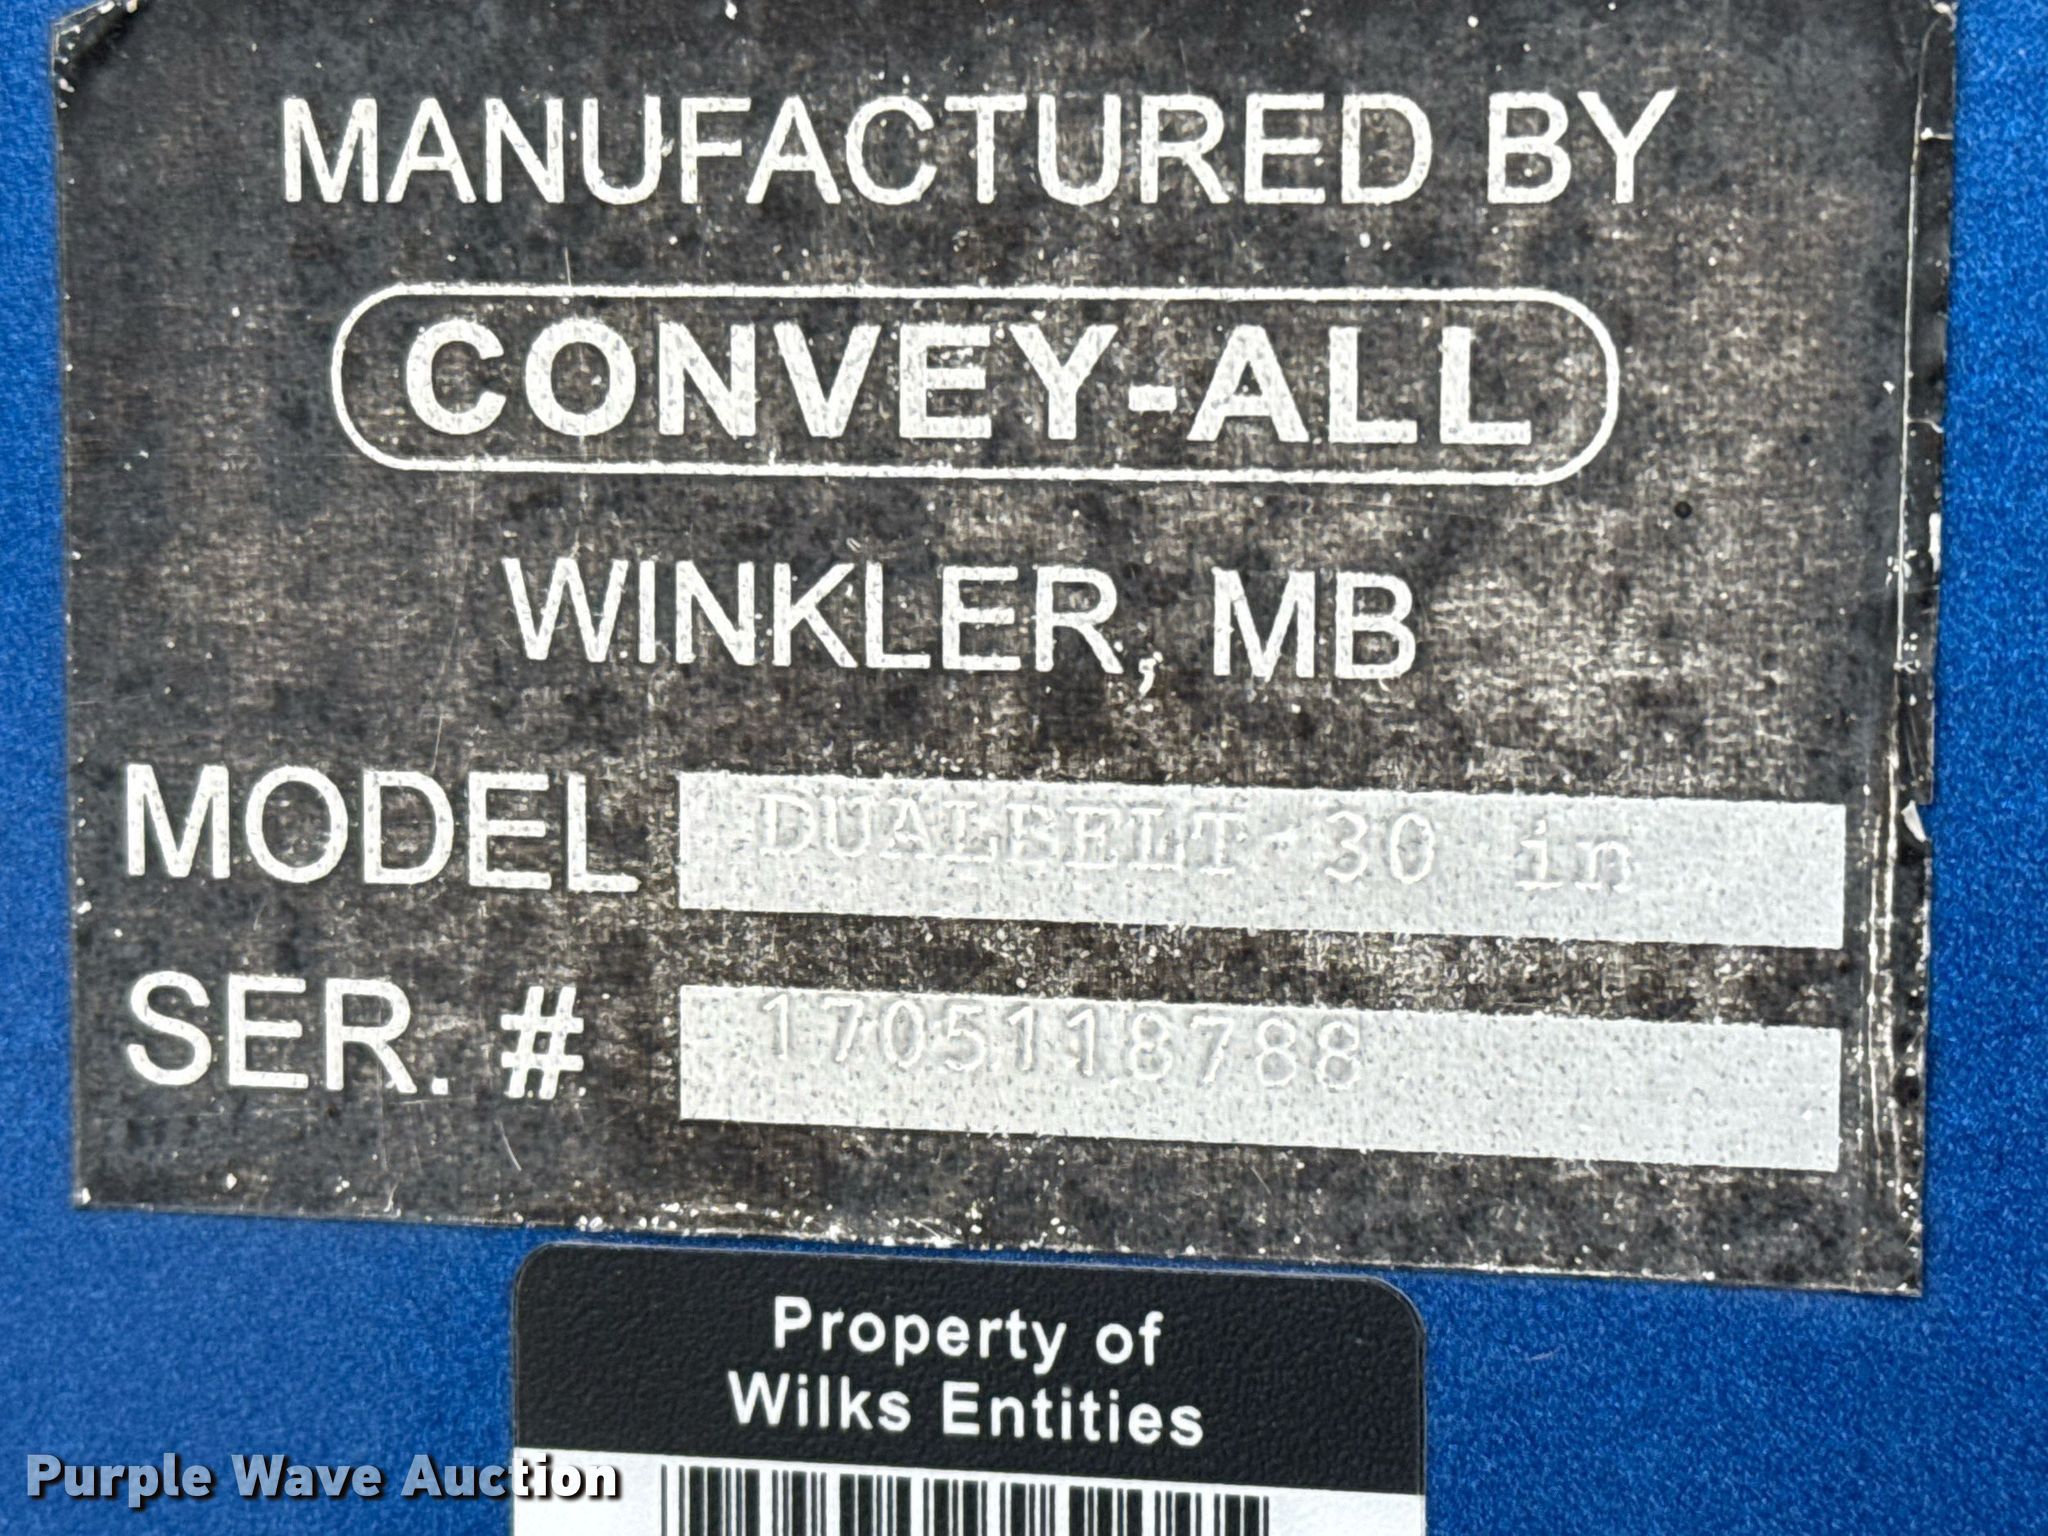 MANUFACTURED BY
CONVEY-ALL
WINKLER, MB
MODEL DUALBELT-30 in
SER. # 1705118788
Property of
Wilks Entities
Purple Wave Auction